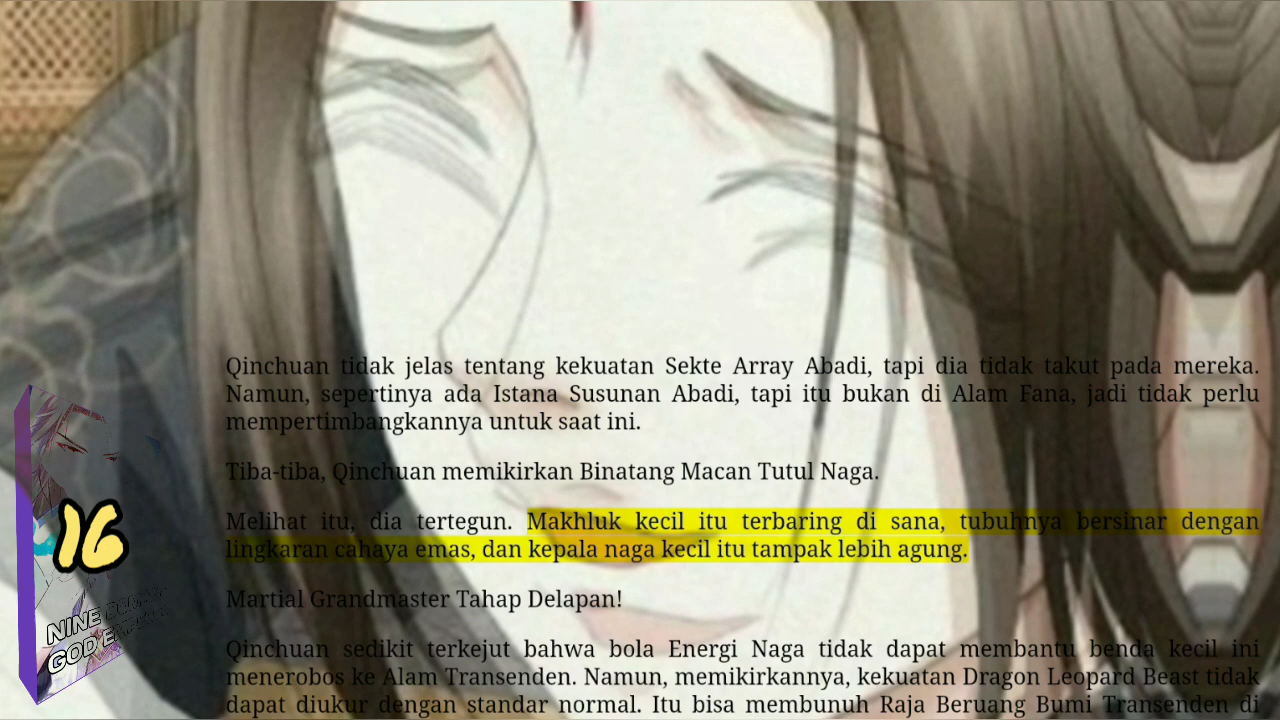 Qinchuan tidak jelas tentang kekuatan Sekte Array Abadi, tapi dia tidak takut pada mereka.
Namun, sepertinya ada Istana Susunan Abadi, tapi itu bukan di Alam Fana, jadi tidak perlu
mempertimbangkannya untuk saat ini.
Tiba-tiba, Qinchuan memikirkan Binatang Macan Tutul Naga.
Melihat itu, dia tertegun. Makhluk kecil itu terbaring di sana, tubuhnya bersinar dengan
lingkaran cahaya emas, dan kepala naga kecil itu tampak lebih agung.
Martial Grandmaster Tahap Delapan!
Qinchuan sedikit terkejut bahwa bola Energi Naga tidak dapat membantu benda kecil ini
menerobos ke Alam Transenden. Namun, memikirkannya, kekuatan Dragon Leopard Beast tidak
dapat diukur dengan standar normal. Itu bisa membunuh Raja Beruang Bumi Transenden di
16
NINE
GOD